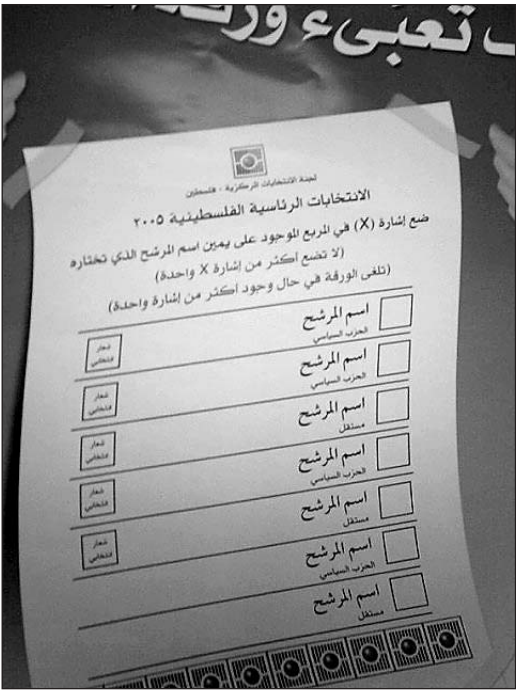 تعبىء
لجنة الانتخابات المركزية - فلسطين
الانتخابات الرئاسية الفلسطينية ٢٠٠٥
ضع إشارة (X) في المربع الموجود على يمين اسم المرشح الذي تختاره
(لا تضع اكثر من إشارة X واحدة)
(تلغى الورقة في حال وجود اكثر من إشارة واحدة)
اسم المرشح
الحزب السياسي
شعار
انتخابي
اسم المرشح
الحزب السياسي
اسم المرشح
مستقل
شعار
انتخابي
اسم المرشح
الحزب السياسي
شعار
انتخابي
اسم المرشح
مستقل
شعار
انتخابي
اسم المرشح
الحزب السياسي
شعار
انتخابي
اسم المرشح
مستقل